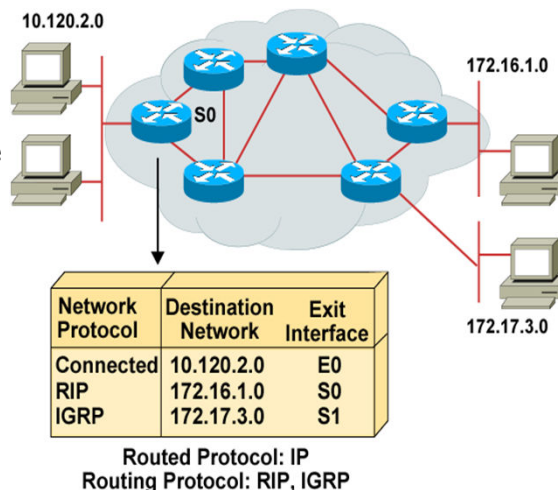 10.120.2.0
172.16.1.0
S0
e
172.17.3.0
Network Protocol Destination Network Exit Interface
Connected 10.120.2.0 E0
RIP 172.16.1.0 S0
IGRP 172.17.3.0 S1
Routed Protocol: IP
Routing Protocol: RIP, IGRP